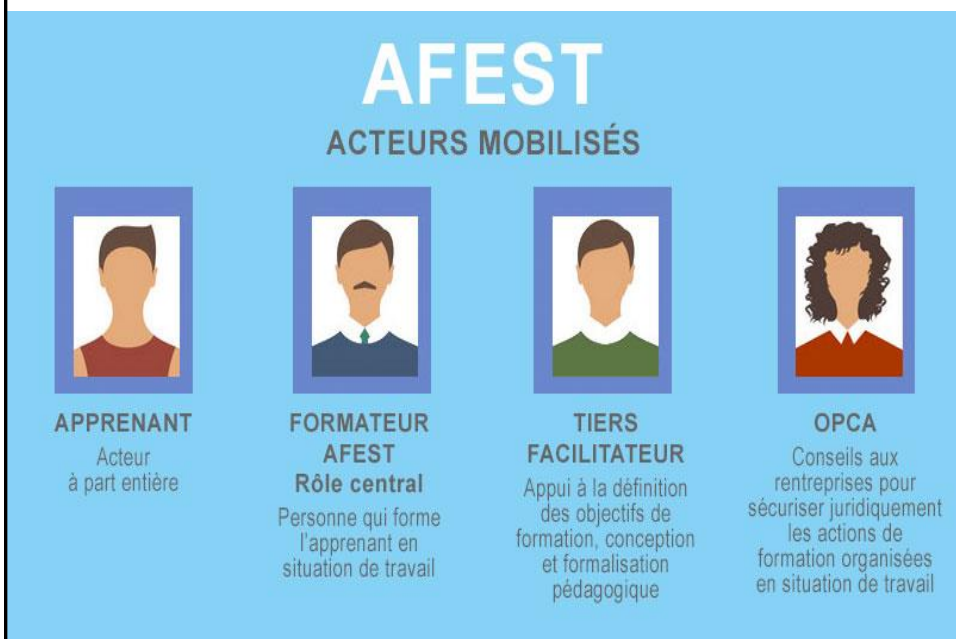 AFEST
ACTEURS MOBILISÉS
APPRENANT
Acteur
à part entière
FORMATEUR
AFEST
Rôle central
Personne qui forme
l'apprenant en
situation de travail
TIERS
FACILITATEUR
Appui à la définition
des objectifs de
formation, conception
et formalisation
pédagogique
OPCA
Conseils aux
rentreprises pour
sécuriser juridiquement
les actions de
formation organisées
en situation de travail